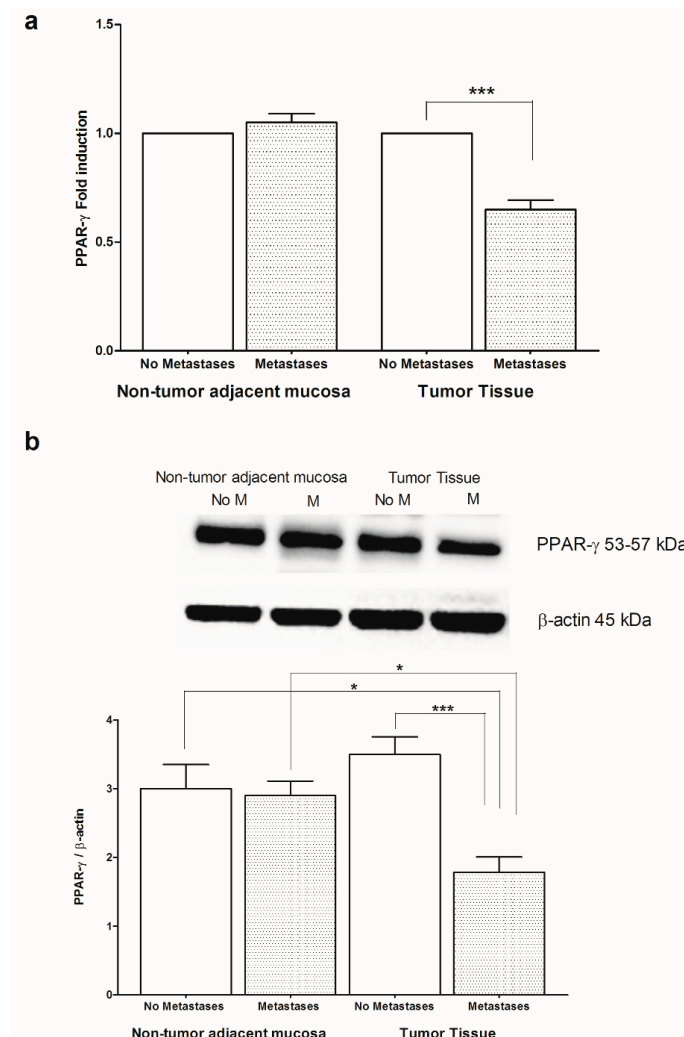 a
1.5
***
1.0
PPAR-γ Fold induction
0.5
0.0
No Metastases Metastases No Metastases Metastases
Non-tumor adjacent mucosa Tumor Tissue
b
Non-tumor adjacent mucosa Tumor Tissue
No M M No M M
PPAR-γ 53-57 kDa
β-actin 45 kDa
*
*
***
4
3
PPAR-γ / β-actin
2
1
0
No Metastases Metastases No Metastases Metastases
Non-tumor adjacent mucosa Tumor Tissue